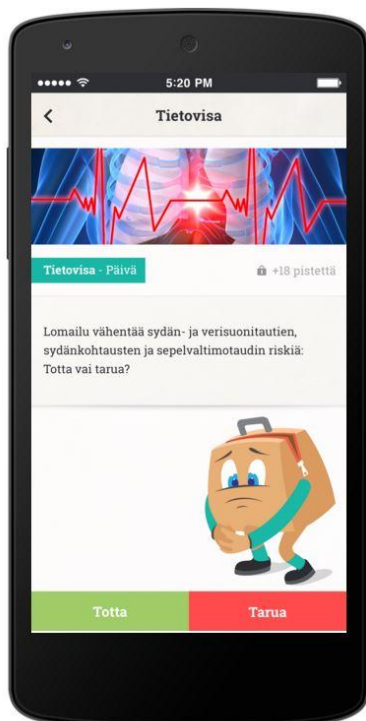 5:20 PM
Tietovisa
Tietovisa - Päivä
+18 pistettä
Lomailu vähentää sydän- ja verisuonitautien,
sydänkohtausten ja sepelvaltimotaudin riskiä:
Totta vai tarua?
Totta
Tarua